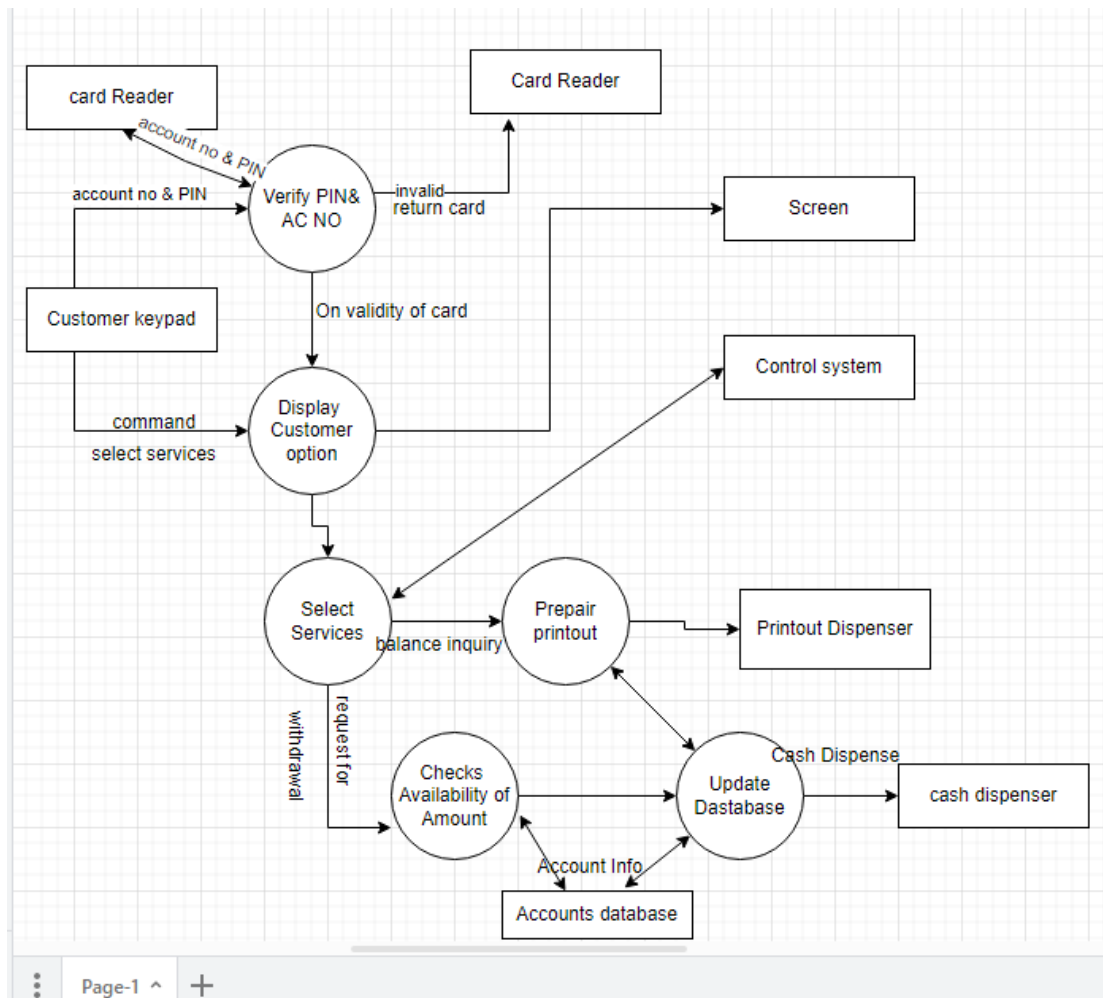 Card Reader
card Reader
account no & PIN
account no & PIN
Verify PIN&
AC NO
invalid
return card
Screen
Customer keypad
On validity of card
Control system
Display
Customer
option
command
select services
Select
Services
balance inquiry
Prepair
printout
Printout Dispenser
request for
withdrawal
Checks
Availability of
Amount
Update
Dastabase
Cash Dispense
cash dispenser
Account Info
Accounts database
Page-1